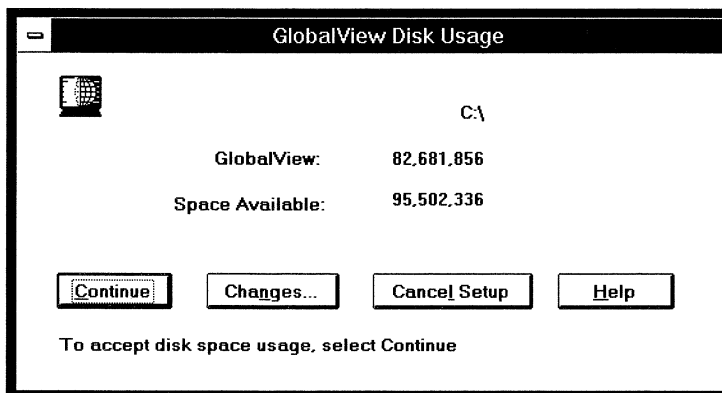 GlobalView Disk Usage
C:\
GlobalView: 82,681,856
Space Available: 95,502,336
Continue Changes... Cancel Setup Help
To accept disk space usage, select Continue